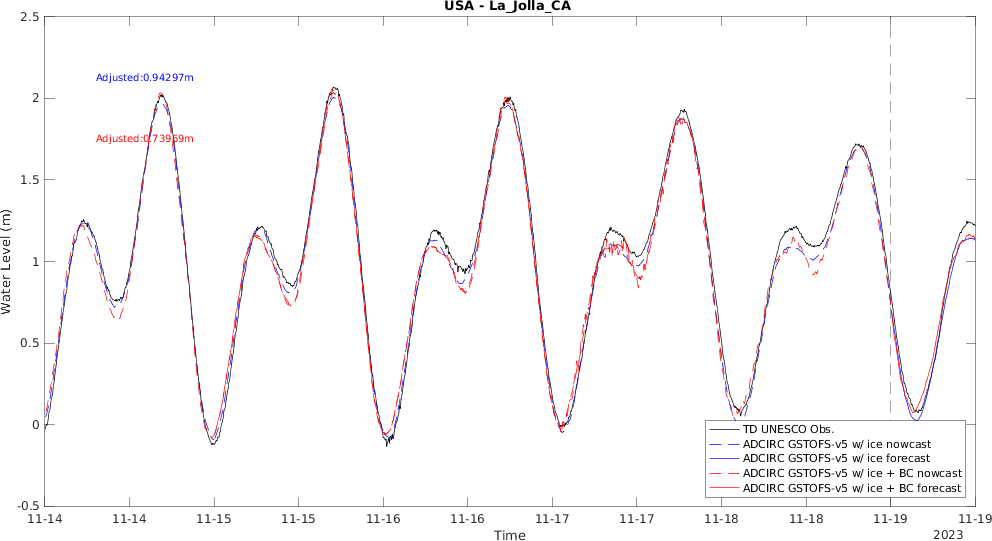 USA - La_Jolla_CA
2.5
2
1.5
1
0.5
0
-0.5
Water Level (m)
Adjusted:0.94297m
Adjusted:0.73969m
TD UNESCO Obs.
ADCIRC GSTOFS-v5 w/ ice nowcast
ADCIRC GSTOFS-v5 w/ ice forecast
ADCIRC GSTOFS-v5 w/ ice + BC nowcast
ADCIRC GSTOFS-v5 w/ ice + BC forecast
11-14 11-14 11-15 11-15 11-16 11-16 11-17 11-17 11-18 11-18 11-19 11-19
Time
2023